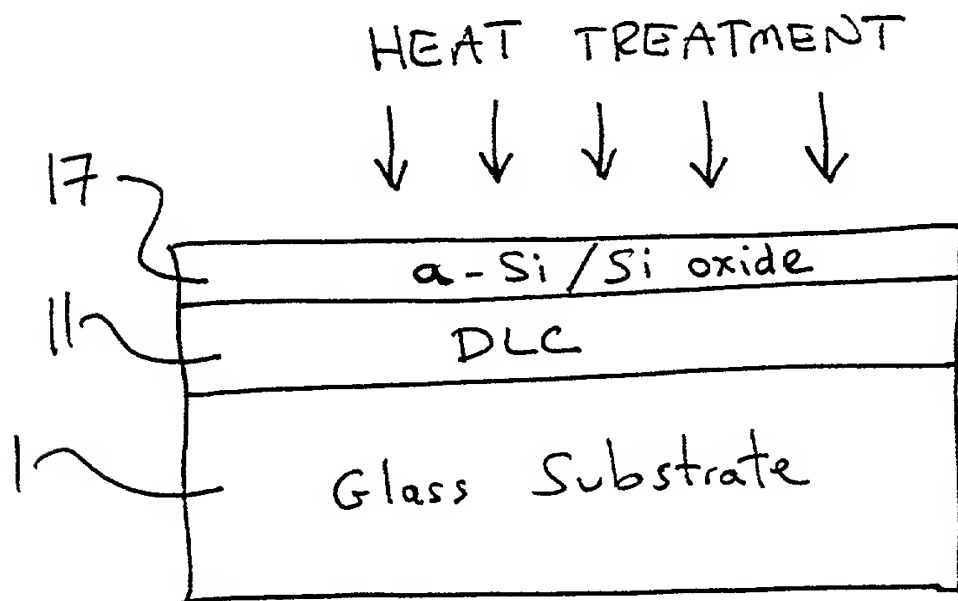 HEAT TREATMENT
17
a-Si/Si oxide
11
DLC
1
Glass Substrate